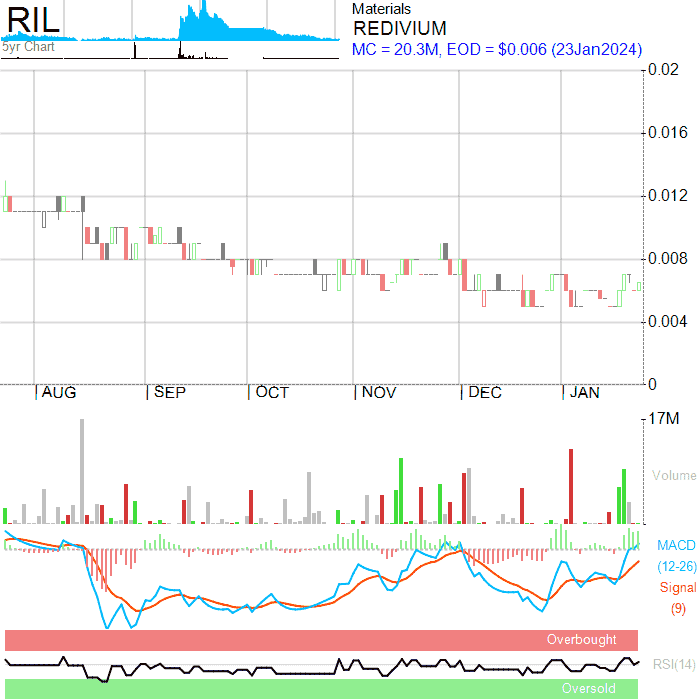 RIL
5yr Chart
Materials
REDIVIUM
MC = 20.3M, EOD = $0.006 (23Jan2024)
0.02
0.016
0.012
0.008
0.004
0
AUG SEP OCT NOV DEC JAN
17M
Volume
MACD
(12-26)
Signal
(9)
Overbought
RSI(14)
Oversold